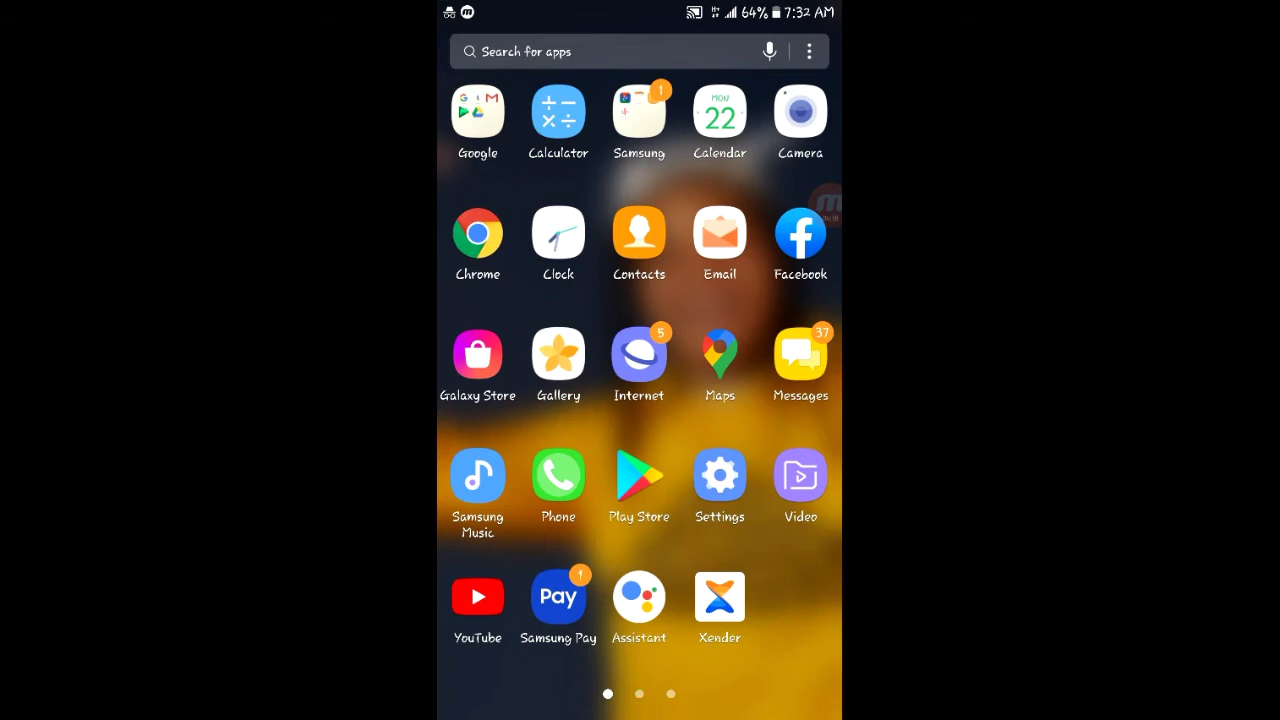 64% 7:32 AM
Search for apps
1
MON
22
Google Calculator Samsung Calendar Camera
Chrome Clock Contacts Email Facebook
5 37
Galaxy Store Gallery Internet Maps Messages
Samsung Music Phone Play Store Settings Video
1
Pay
YouTube Samsung Pay Assistant Xender